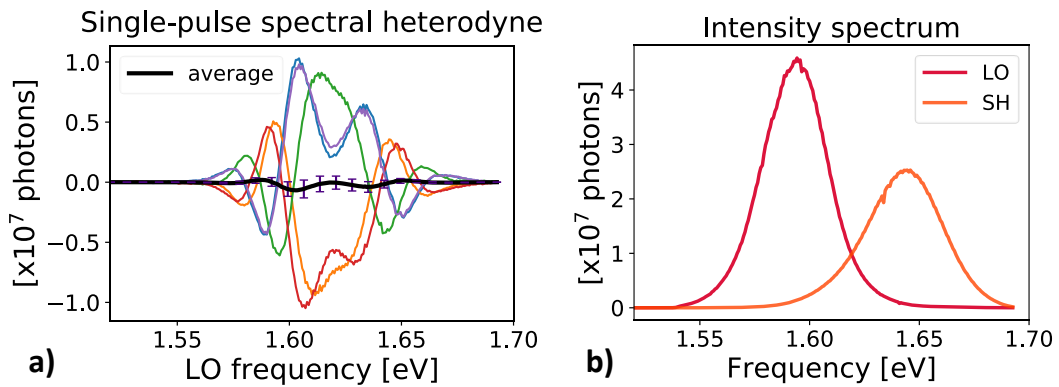 Single-pulse spectral heterodyne
average
[x10⁷ photons]
1.0
0.5
0.0
−0.5
−1.0
1.55
1.60
1.65
1.70
LO frequency [eV]
a)
Intensity spectrum
LO
SH
[x10⁷ photons]
4
3
2
1
0
1.55
1.60
1.65
1.70
Frequency [eV]
b)